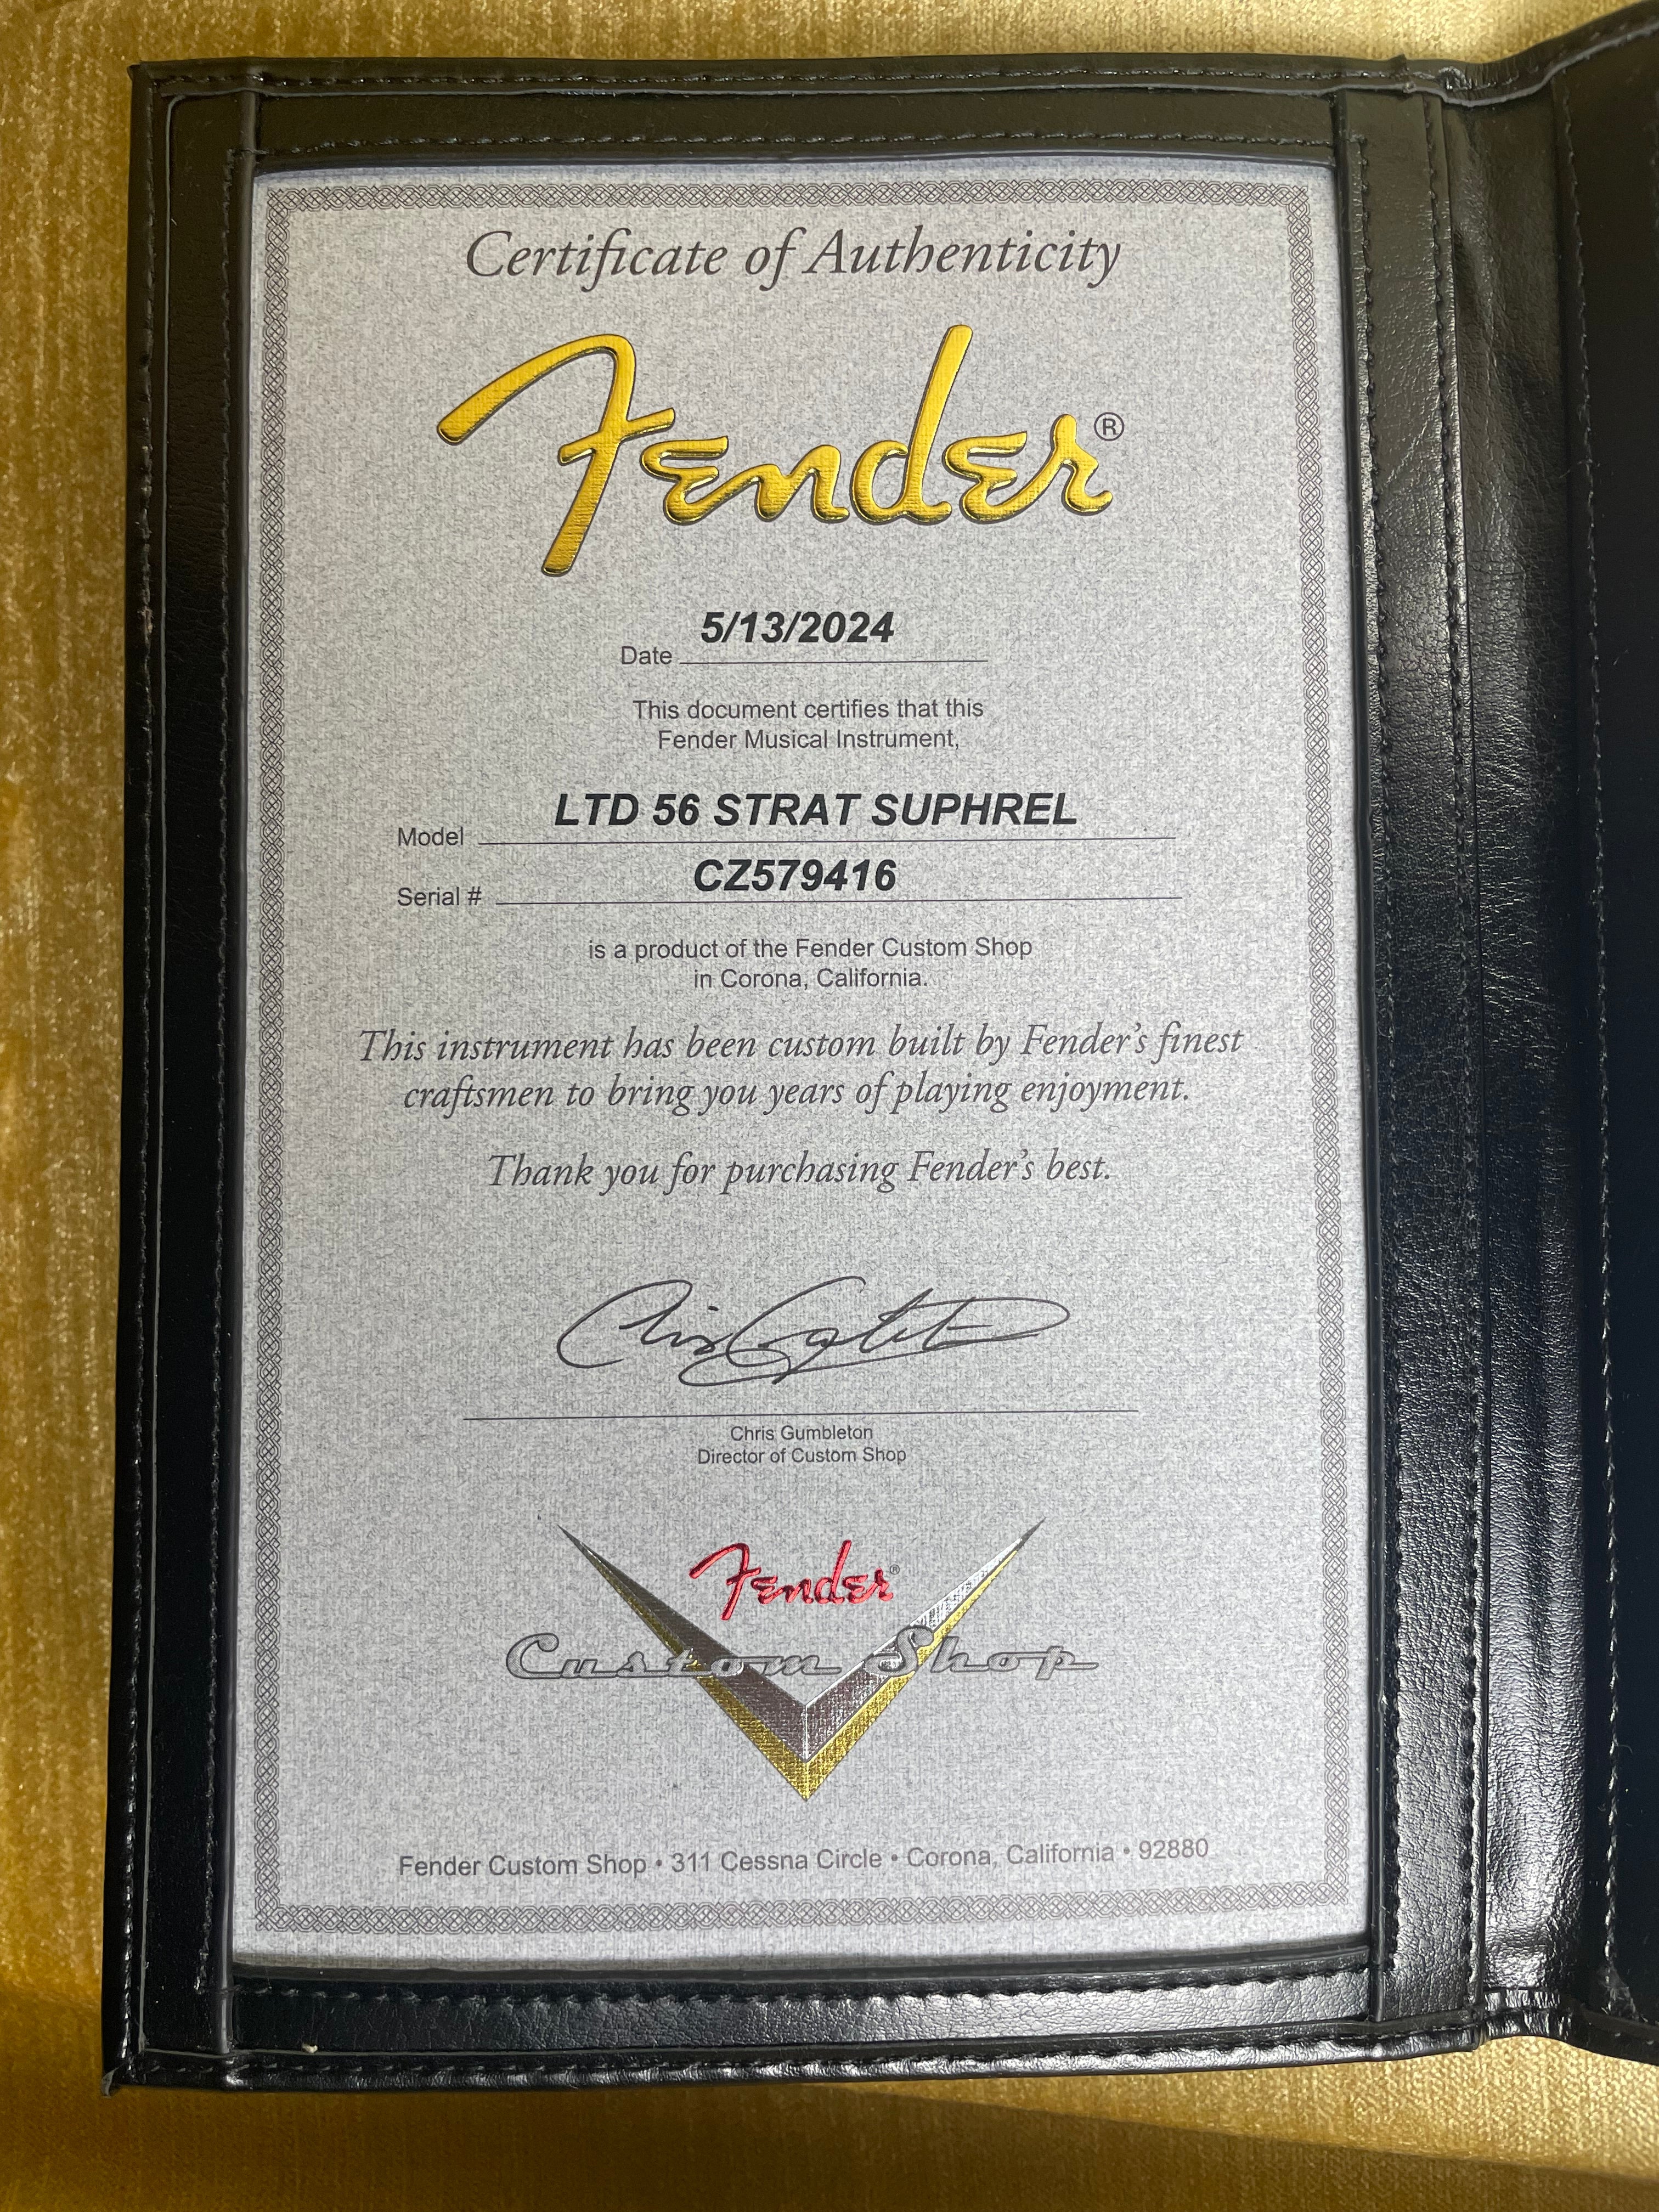 Certificate of Authenticity
Fender®
Date 5/13/2024
This document certifies that this
Fender Musical Instrument,
Model LTD 56 STRAT SUPHREL
Serial # CZ579416
is a product of the Fender Custom Shop
in Corona, California.
This instrument has been custom built by Fender's finest
craftsmen to bring you years of playing enjoyment.
Thank you for purchasing Fender's best.
Chris Gumbleton
Director of Custom Shop
Fender®
Custom Shop
Fender Custom Shop • 311 Cessna Circle • Corona, California • 92880